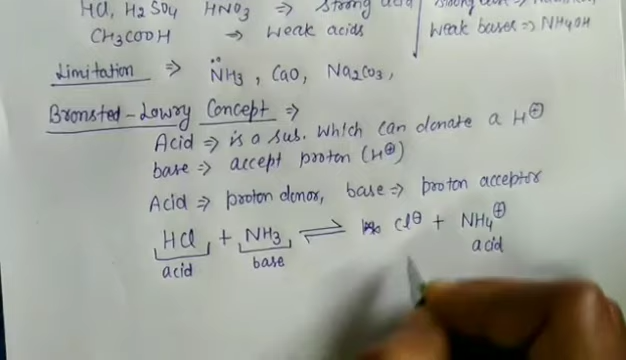 HCl, H2SO4 HNO3 => strong acid
CH3COOH => weak acids
weak bases => NH4OH
Limitation => N̈H3, CaO, Na2CO3,
Bronsted-Lowry Concept =>
Acid => is a sus. which can donate a H⊕
base => accept proton (H⊕)
Acid => proton donor, base => proton acceptor
HCl + NH3 ⇌ Cl⊖ + NH4⊕
acid base acid